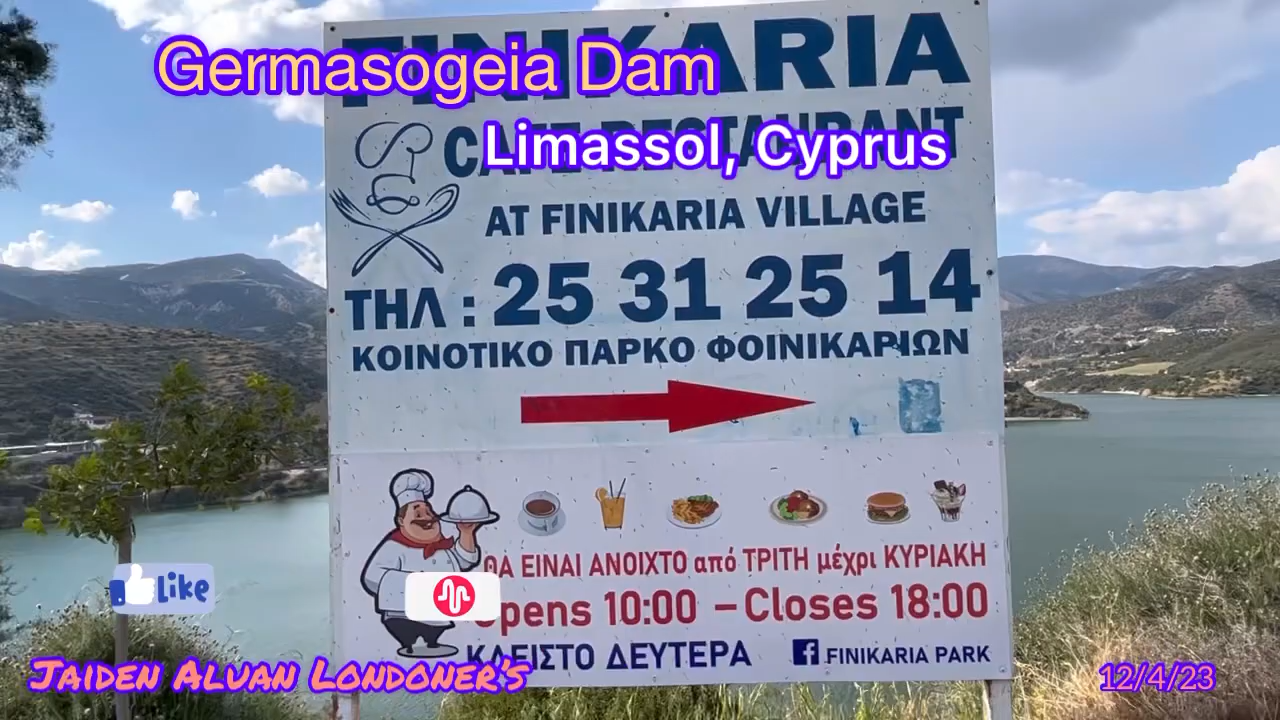 FINIKARIA
Germasogeia Dam
CAFE RESTAURANT
Limassol, Cyprus
AT FINIKARIA VILLAGE
ΤΗΛ : 25 31 25 14
ΚΟΙΝΟΤΙΚΟ ΠΑΡΚΟ ΦΟΙΝΙΚΑΡΙΩΝ
ΘΑ ΕΙΝΑΙ ΑΝΟΙΧΤΟ από ΤΡΙΤΗ μέχρι ΚΥΡΙΑΚΗ
Like
Opens 10:00 – Closes 18:00
ΚΛΕΙΣΤΟ ΔΕΥΤΕΡΑ
f FINIKARIA PARK
Jaiden Aluan Londoner's
12/4/23